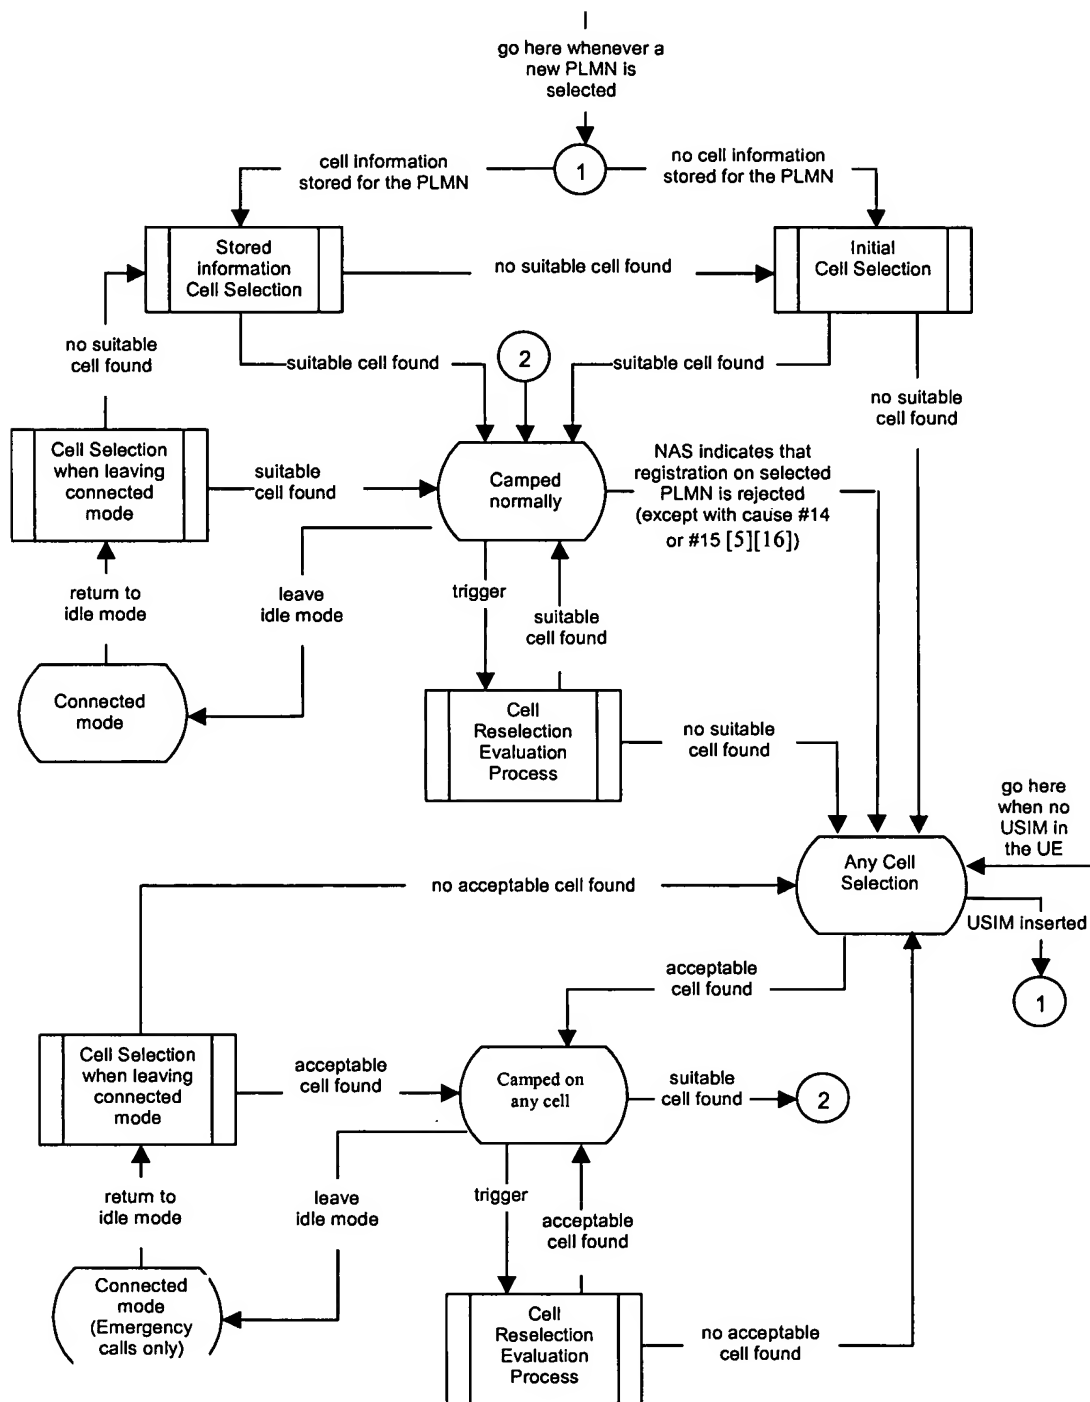 go here whenever a
new PLMN is
selected
1
cell information
stored for the PLMN
no cell information
stored for the PLMN
Stored
information
Cell Selection
no suitable cell found
Initial
Cell Selection
no suitable
cell found
suitable cell found
2
suitable cell found
no suitable
cell found
Cell Selection
when leaving
connected
mode
suitable
cell found
Camped
normally
NAS indicates that
registration on selected
PLMN is rejected
(except with cause #14
or #15 [5][16])
return to
idle mode
leave
idle mode
trigger
suitable
cell found
Connected
mode
Cell
Reselection
Evaluation
Process
no suitable
cell found
go here
when no
USIM in
the UE
Any Cell
Selection
no acceptable cell found
USIM inserted
1
acceptable
cell found
Cell Selection
when leaving
connected
mode
acceptable
cell found
Camped on
any cell
suitable
cell found
2
return to
idle mode
leave
idle mode
trigger
acceptable
cell found
Connected
mode
(Emergency
calls only)
Cell
Reselection
Evaluation
Process
no acceptable
cell found